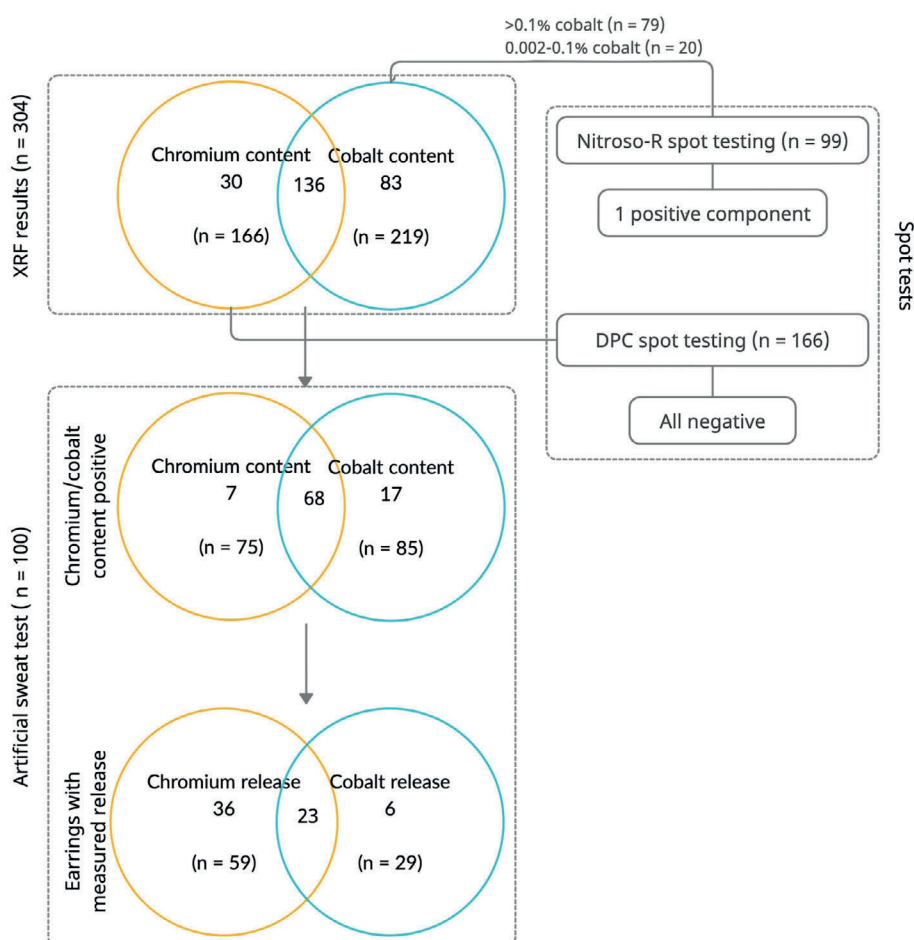 >0.1% cobalt (n = 79)
0.002-0.1% cobalt (n = 20)
XRF results (n = 304)
Chromium content
30
(n = 166)
136
Cobalt content
83
(n = 219)
Nitroso-R spot testing (n = 99)
1 positive component
DPC spot testing (n = 166)
All negative
Spot tests
Artificial sweat test ( n = 100)
Chromium/cobalt
content positive
Chromium content
7
(n = 75)
68
Cobalt content
17
(n = 85)
Earrings with
measured release
Chromium release
36
(n = 59)
23
Cobalt release
6
(n = 29)